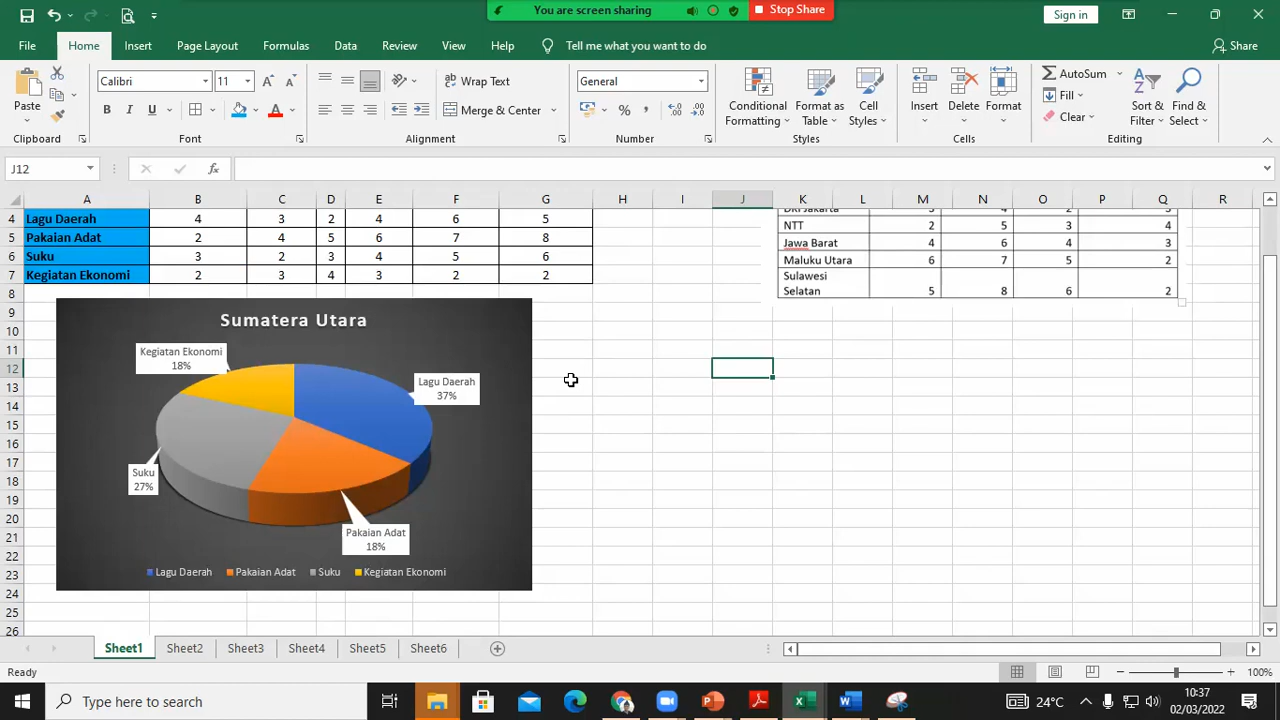 You are screen sharing
Stop Share
Sign in
File Home Insert Page Layout Formulas Data Review View Help Tell me what you want to do Share
Paste
Clipboard
Calibri 11
B I U
Font
Wrap Text
Merge & Center
Alignment
General
%
Number
Conditional Formatting
Format as Table
Cell Styles
Styles
Insert Delete Format
Cells
AutoSum
Fill
Clear
Sort & Filter
Find & Select
Editing
J12 fx
A B C D E F G H I J K L M N O P Q R
4 Lagu Daerah 4 3 2 4 6 5
5 Pakaian Adat 2 4 5 6 7 8
6 Suku 3 2 3 4 5 6
7 Kegiatan Ekonomi 2 3 4 3 2 2
8
9
10
11
12
13
14
15
16
17
18
19
20
21
22
23
24
25
26
DKI Jakarta 3 4 2 3
NTT 2 5 3 4
Jawa Barat 4 6 4 3
Maluku Utara 6 7 5 2
Sulawesi
Selatan 5 8 6 2
Sumatera Utara
Kegiatan Ekonomi
18%
Lagu Daerah
37%
Suku
27%
Pakaian Adat
18%
Lagu Daerah Pakaian Adat Suku Kegiatan Ekonomi
Sheet1 Sheet2 Sheet3 Sheet4 Sheet5 Sheet6
Ready
100%
Type here to search
24°C
10:37
02/03/2022